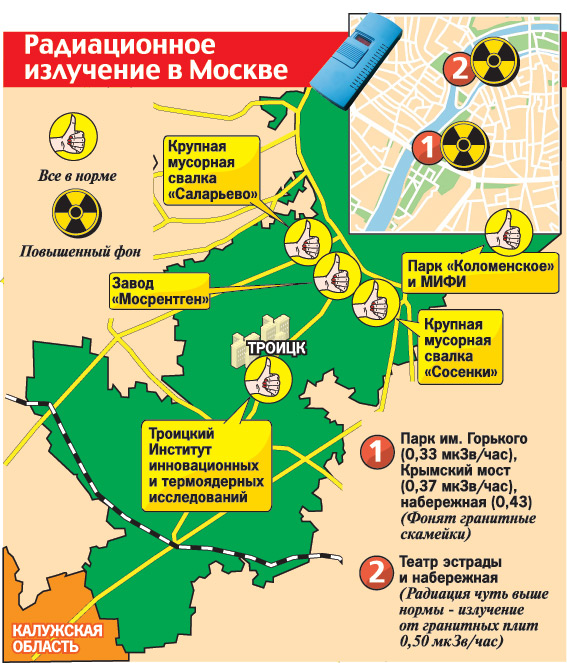 Радиационное
излучение в Москве
2
1
Все в норме
Повышенный фон
Крупная
мусорная
свалка
«Саларьево»
Парк «Коломенское»
и МИФИ
Завод
«Мосрентген»
Крупная
мусорная
свалка
«Сосенки»
ТРОИЦК
Троицкий
Институт
инновационных
и термоядерных
исследований
1
Парк им. Горького
(0,33 мкЗв/час),
Крымский мост
(0,37 мкЗв/час),
набережная (0,43)
(Фонят гранитные
скамейки)
2
Театр эстрады
и набережная
(Радиация чуть выше
нормы - излучение
от гранитных плит
0,50 мкЗв/час)
КАЛУЖСКАЯ
ОБЛАСТЬ